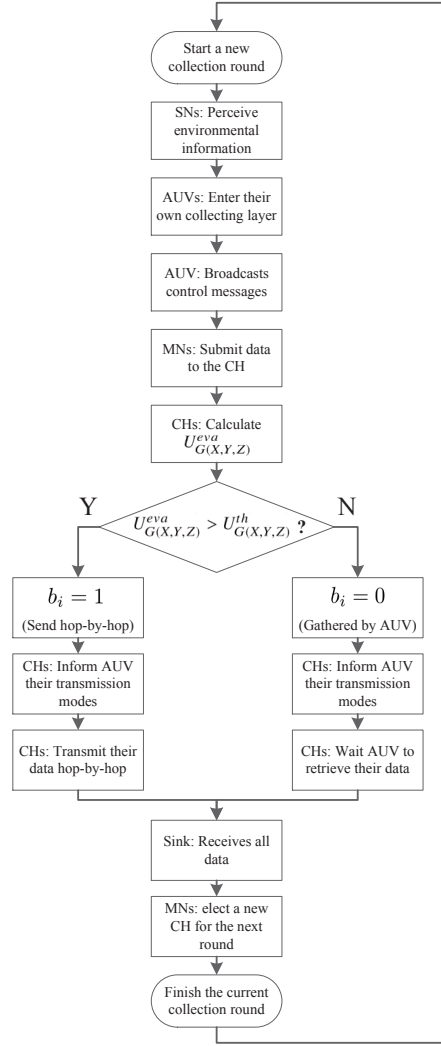 Start a new
collection round
SNs: Perceive
environmental
information
AUVs: Enter their
own collecting layer
AUV: Broadcasts
control messages
MNs: Submit data
to the CH
CHs: Calculate
$U_{G(X,Y,Z)}^{eva}$
Y
$U_{G(X,Y,Z)}^{eva} > U_{G(X,Y,Z)}^{th}$ ?
N
$b_i = 1$
(Send hop-by-hop)
$b_i = 0$
(Gathered by AUV)
CHs: Inform AUV
their transmission
modes
CHs: Inform AUV
their transmission
modes
CHs: Transmit their
data hop-by-hop
CHs: Wait AUV to
retrieve their data
Sink: Receives all
data
MNs: elect a new
CH for the next
round
Finish the current
collection round